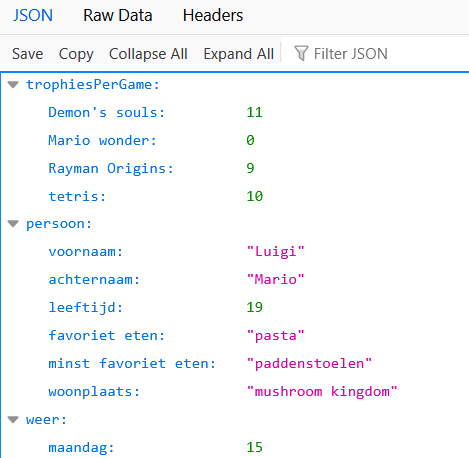 JSON Raw Data Headers
Save Copy Collapse All Expand All Filter JSON
trophiesPerGame:
Demon's souls: 11
Mario wonder: 0
Rayman Origins: 9
tetris: 10
persoon:
voornaam: "Luigi"
achternaam: "Mario"
leeftijd: 19
favoriet eten: "pasta"
minst favoriet eten: "paddenstoelen"
woonplaats: "mushroom kingdom"
weer:
maandag: 15